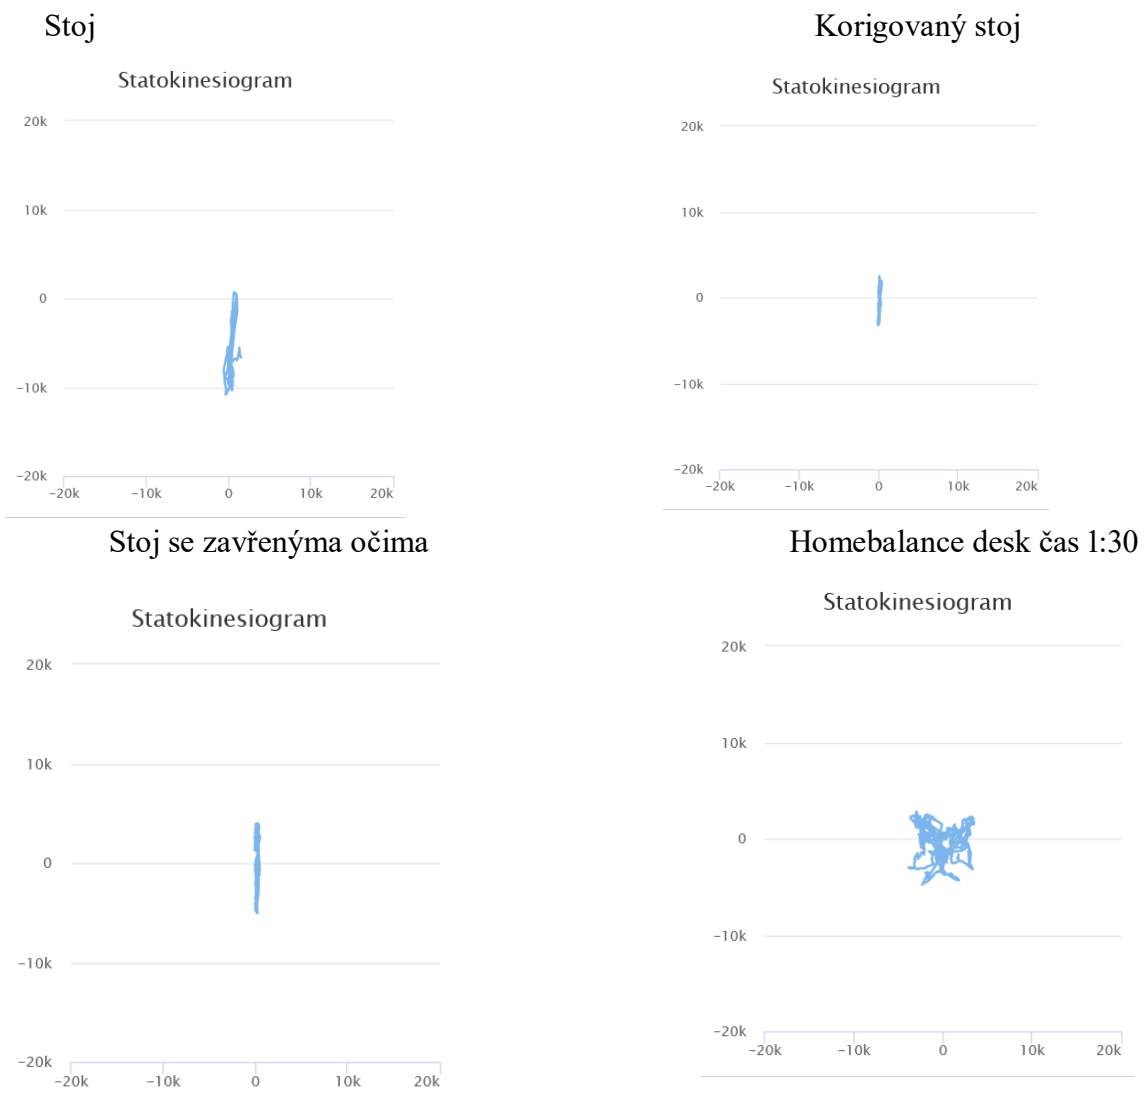 Stoj
Korigovaný stoj
Statokinesiogram
20k
10k
0
−10k
−20k
−20k −10k 0 10k 20k
Statokinesiogram
20k
10k
0
−10k
−20k
−20k −10k 0 10k 20k
Stoj se zavřenýma očima
Homebalance desk čas 1:30
Statokinesiogram
20k
10k
0
−10k
−20k
−20k −10k 0 10k 20k
Statokinesiogram
20k
10k
0
−10k
−20k
−20k −10k 0 10k 20k